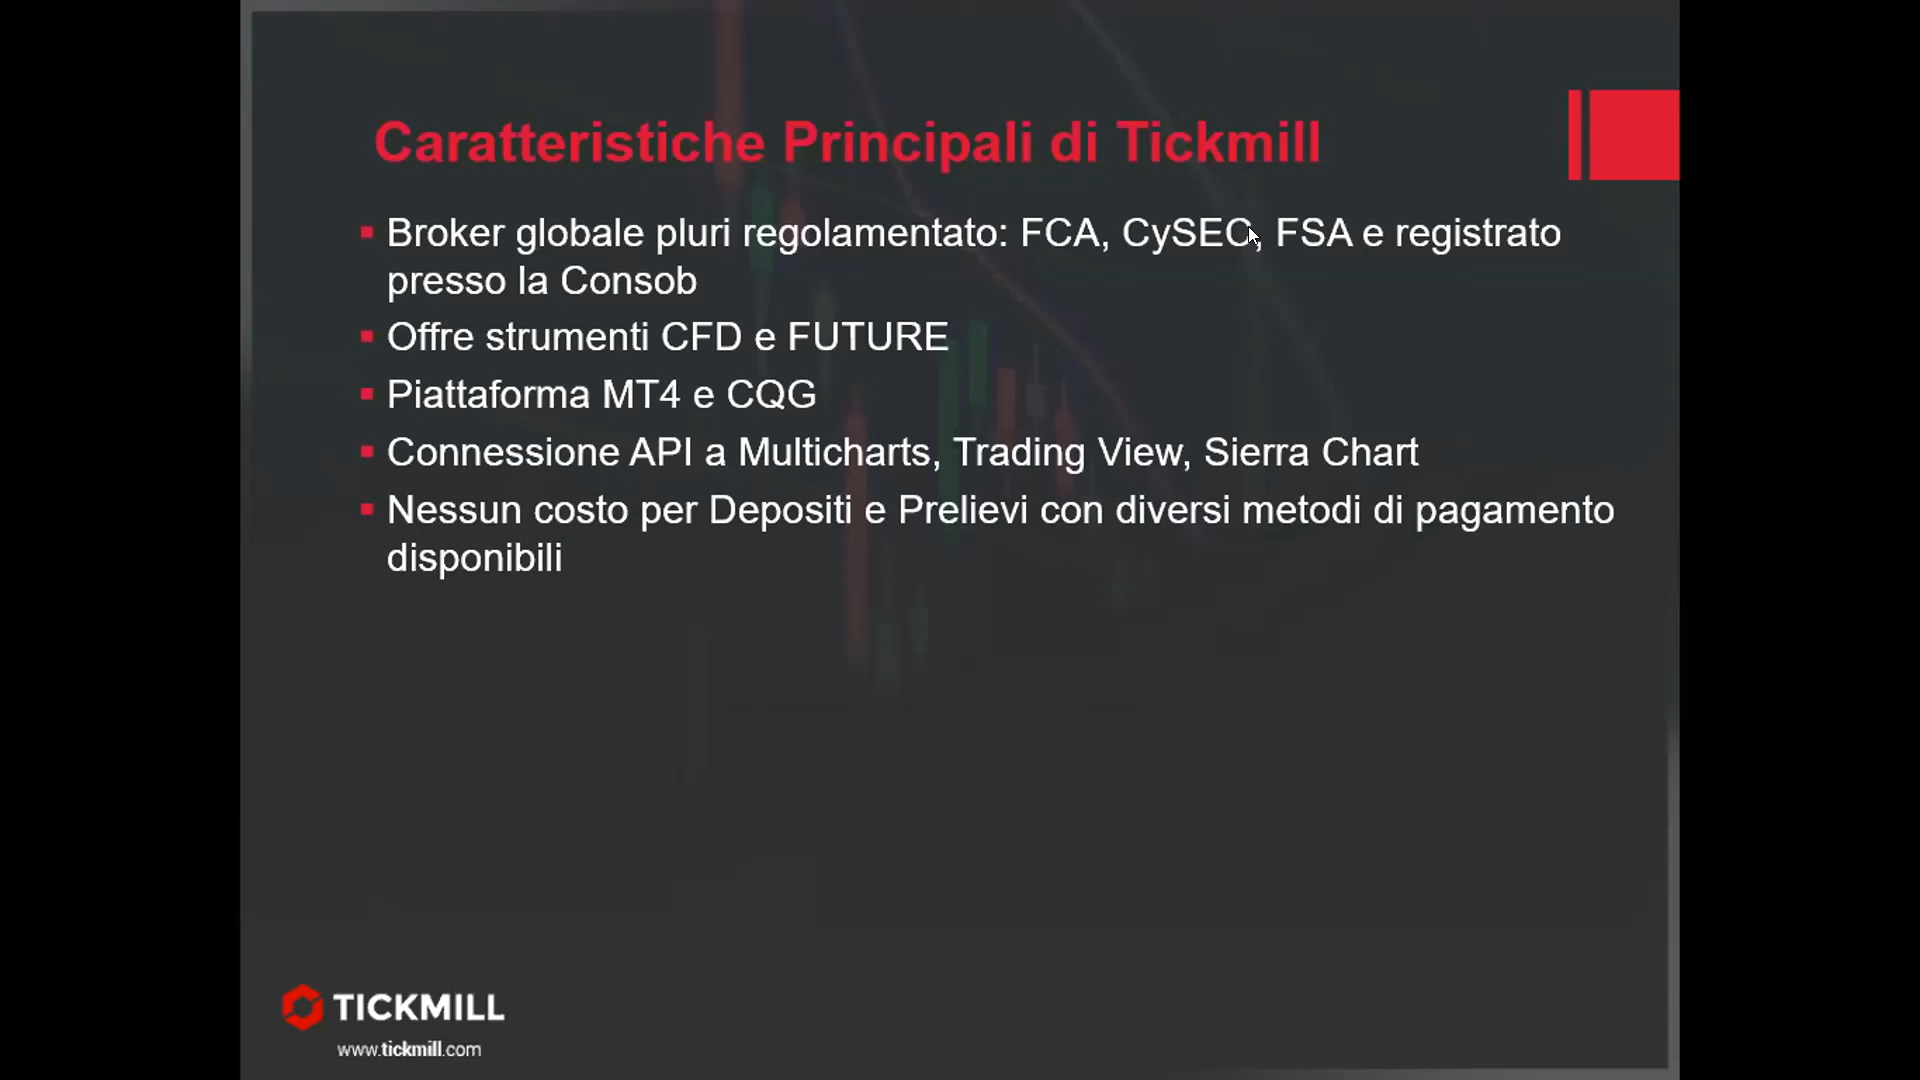 Caratteristiche Principali di Tickmill
Broker globale pluri regolamentato: FCA, CySEC, FSA e registrato
presso la Consob
Offre strumenti CFD e FUTURE
Piattaforma MT4 e CQG
Connessione API a Multicharts, Trading View, Sierra Chart
Nessun costo per Depositi e Prelievi con diversi metodi di pagamento
disponibili
TICKMILL
www.tickmill.com